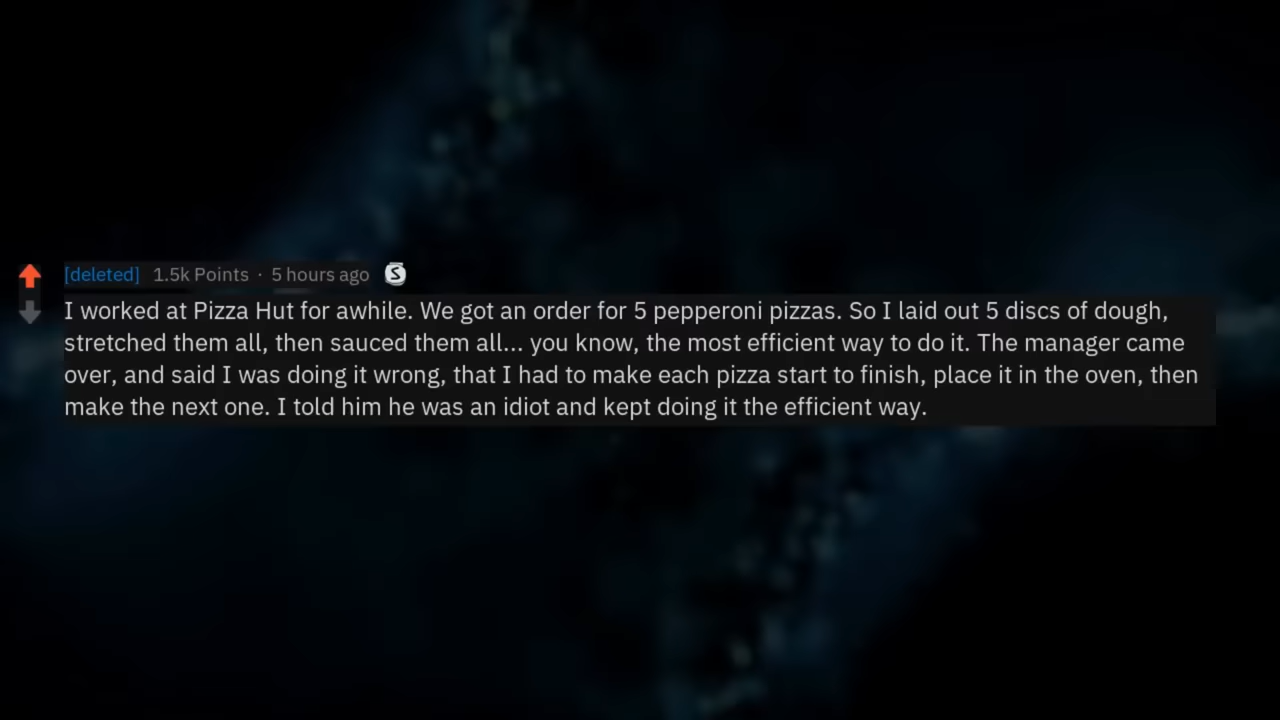 [deleted] 1.5k Points · 5 hours ago S
I worked at Pizza Hut for awhile. We got an order for 5 pepperoni pizzas. So I laid out 5 discs of dough,
stretched them all, then sauced them all... you know, the most efficient way to do it. The manager came
over, and said I was doing it wrong, that I had to make each pizza start to finish, place it in the oven, then
make the next one. I told him he was an idiot and kept doing it the efficient way.